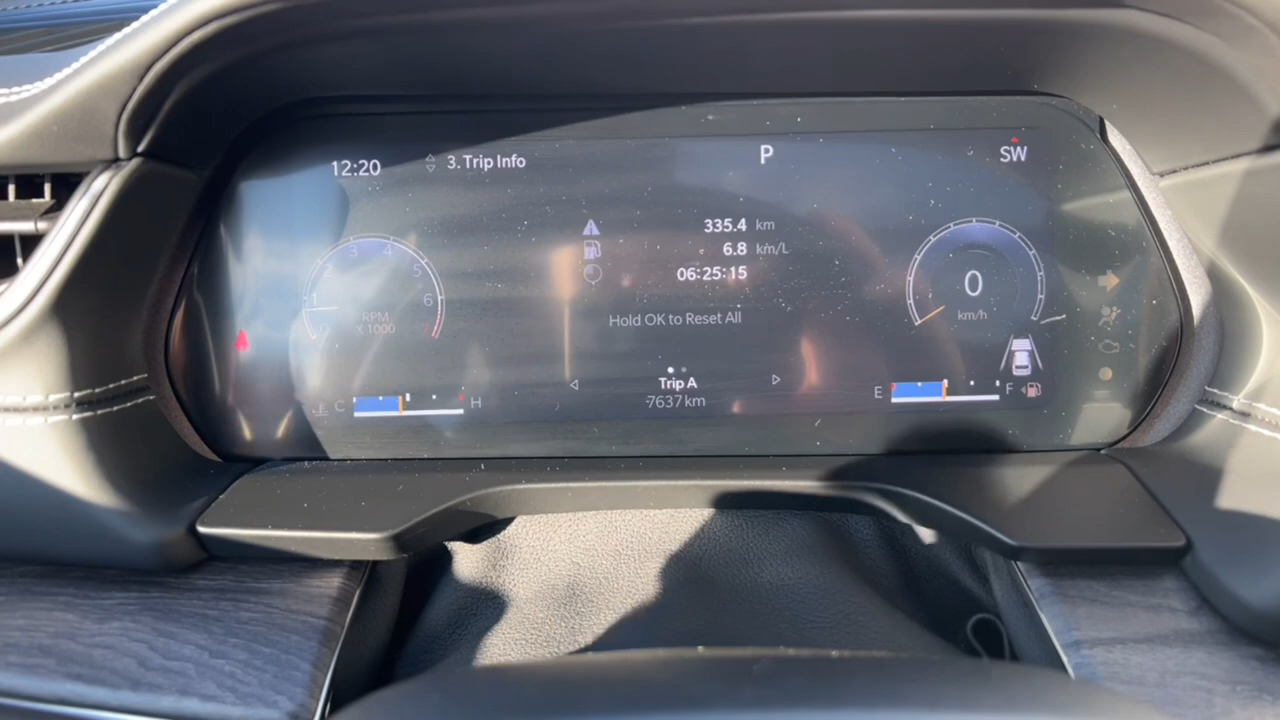 12:20
3. Trip Info
P
SW
335.4 km
6.8 km/L
06:25:15
Hold OK to Reset All
Trip A
7637 km
0 1 2 3 4 5 6 7
RPM
X 1000
0
km/h
C H
E F